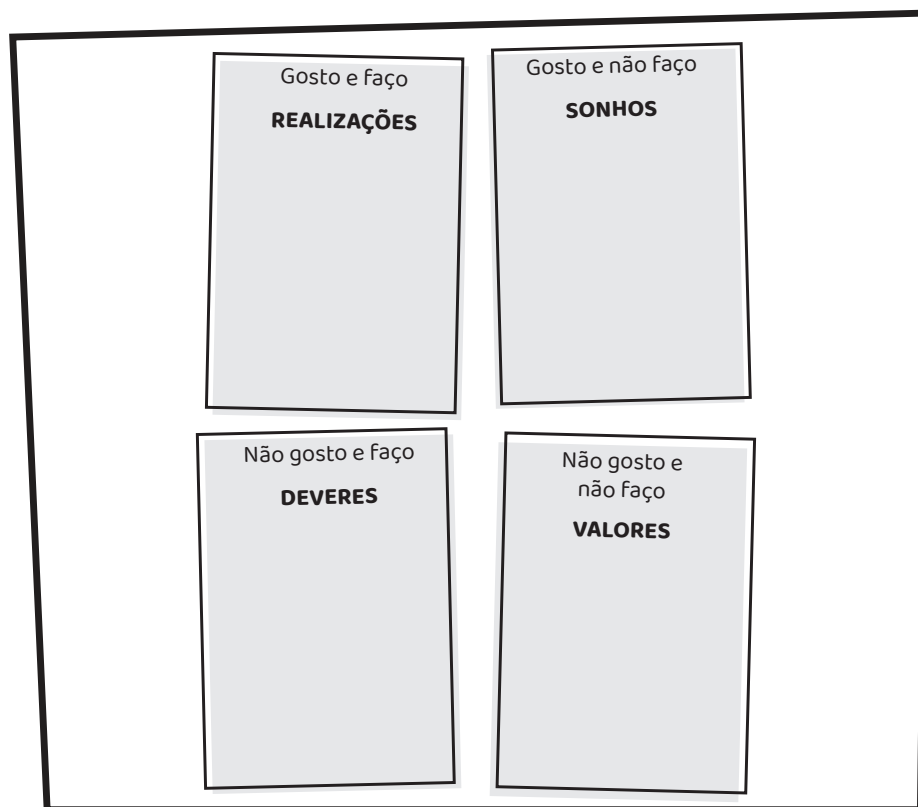 Gosto e faço
REALIZAÇÕES
Gosto e não faço
SONHOS
Não gosto e faço
DEVERES
Não gosto e
não faço
VALORES